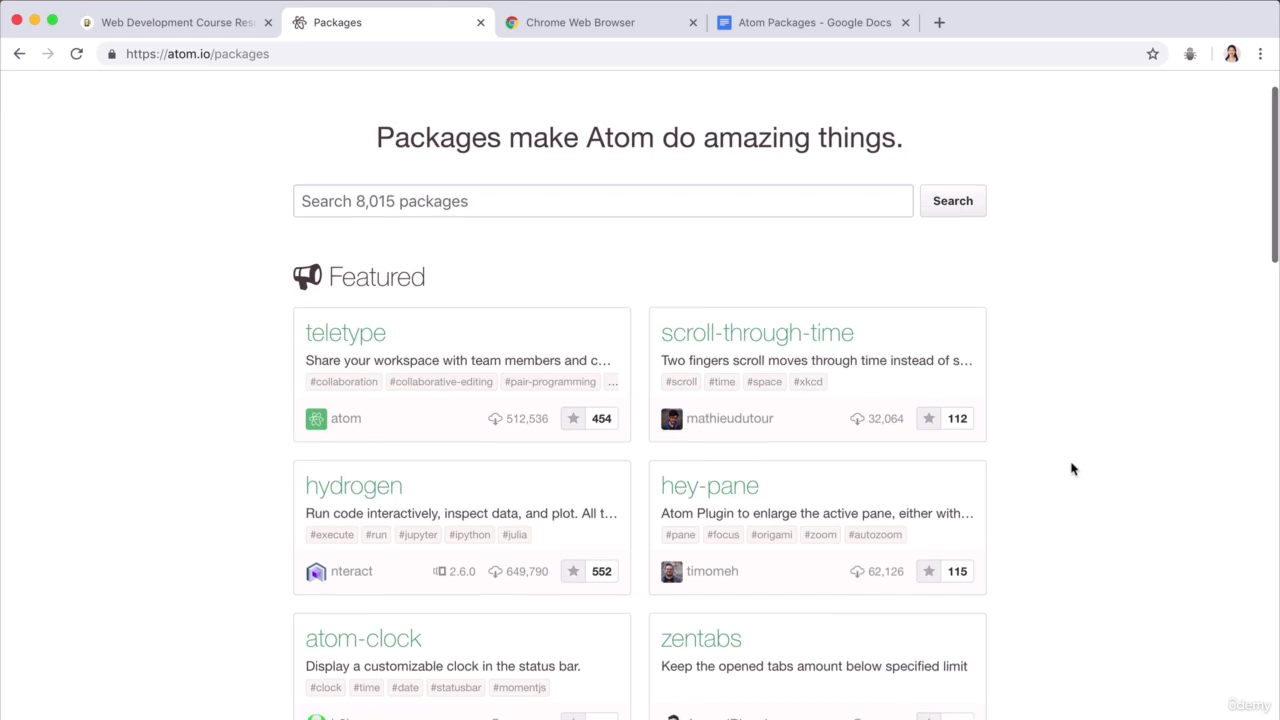 Web Development Course Res
Packages
Chrome Web Browser
Atom Packages - Google Docs
https://atom.io/packages
Packages make Atom do amazing things.
Search 8,015 packages
Search
Featured
teletype
Share your workspace with team members and c...
#collaboration #collaborative-editing #pair-programming ...
atom 512,536 454
scroll-through-time
Two fingers scroll moves through time instead of s...
#scroll #time #space #xkcd
mathieudutour 32,064 112
hydrogen
Run code interactively, inspect data, and plot. All t...
#execute #run #jupyter #ipython #julia
nteract 2.6.0 649,790 552
hey-pane
Atom Plugin to enlarge the active pane, either with...
#pane #focus #origami #zoom #autozoom
timomeh 62,126 115
atom-clock
Display a customizable clock in the status bar.
#clock #time #date #statusbar #momentjs
zentabs
Keep the opened tabs amount below specified limit
ûdemy